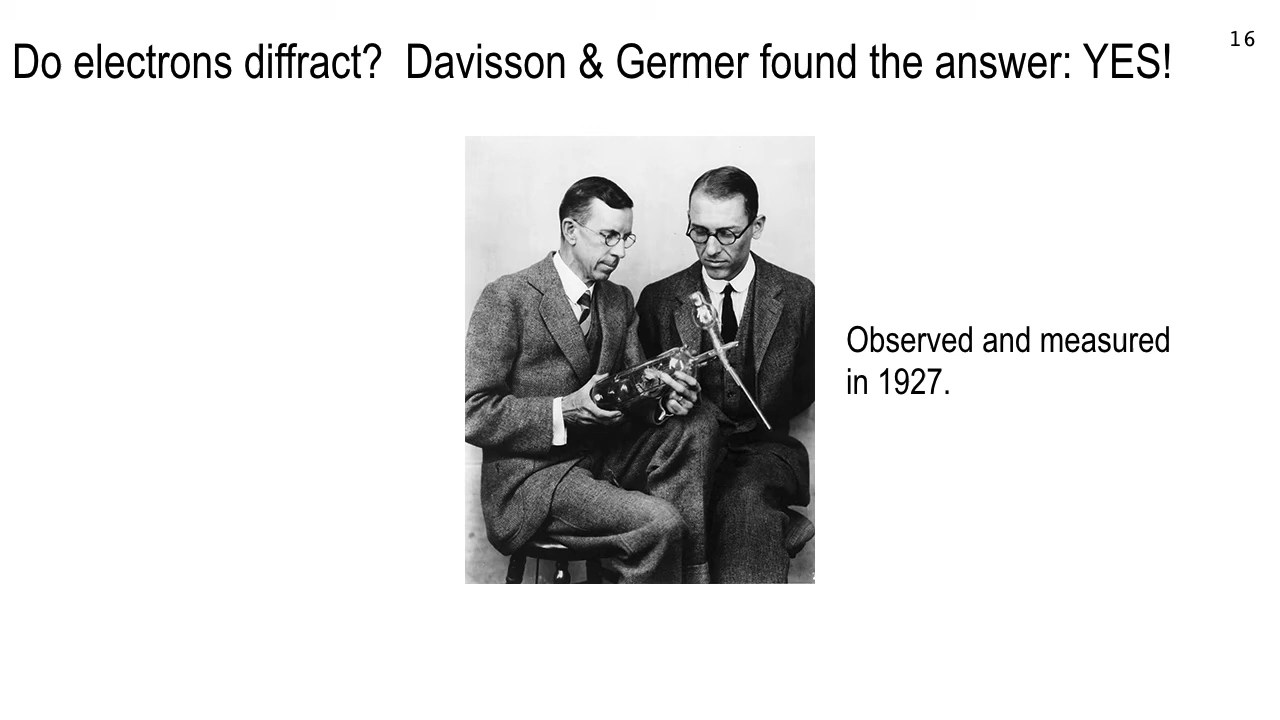 16
Do electrons diffract?  Davisson & Germer found the answer: YES!
Observed and measured
in 1927.